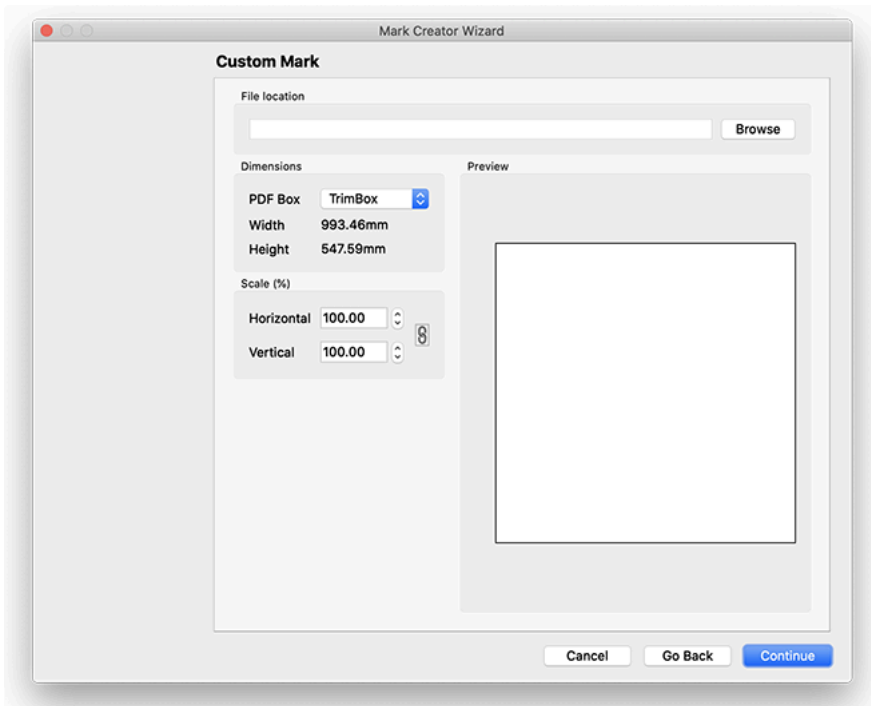 Mark Creator Wizard
Custom Mark
File location
Browse
Dimensions
PDF Box TrimBox
Width 993.46mm
Height 547.59mm
Scale (%)
Horizontal 100.00
Vertical 100.00
Preview
Cancel Go Back Continue